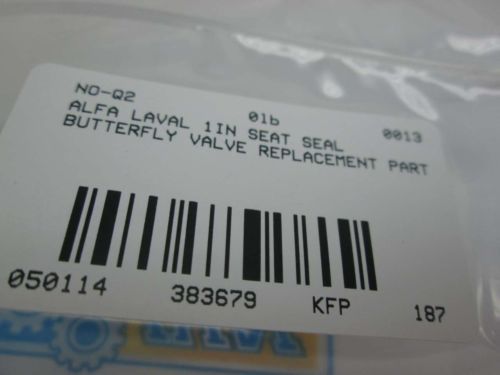 NO-Q2 01b 0013
ALFA LAVAL 1IN SEAT SEAL
BUTTERFLY VALVE REPLACEMENT PART
050114 383679 KFP 187